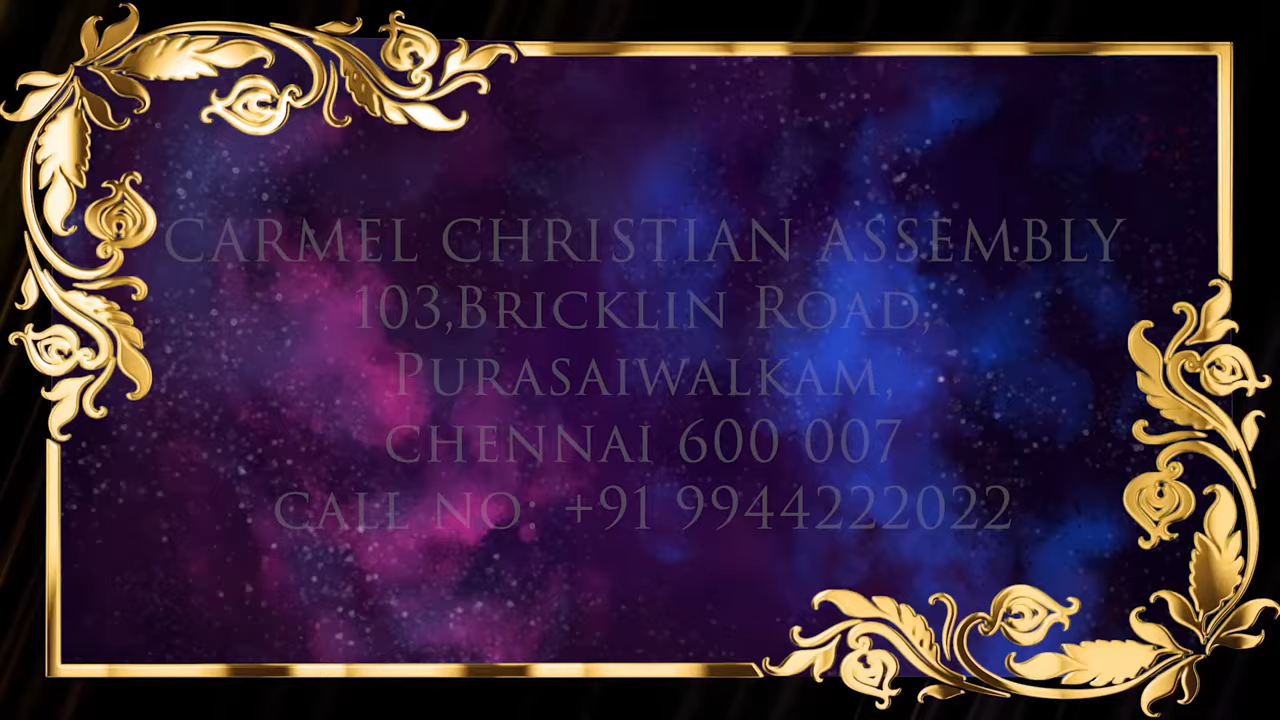 CARMEL CHRISTIAN ASSEMBLY
103,Bricklin Road,
Purasaiwalkam,
chennai 600 007
call no: +91 9944222022